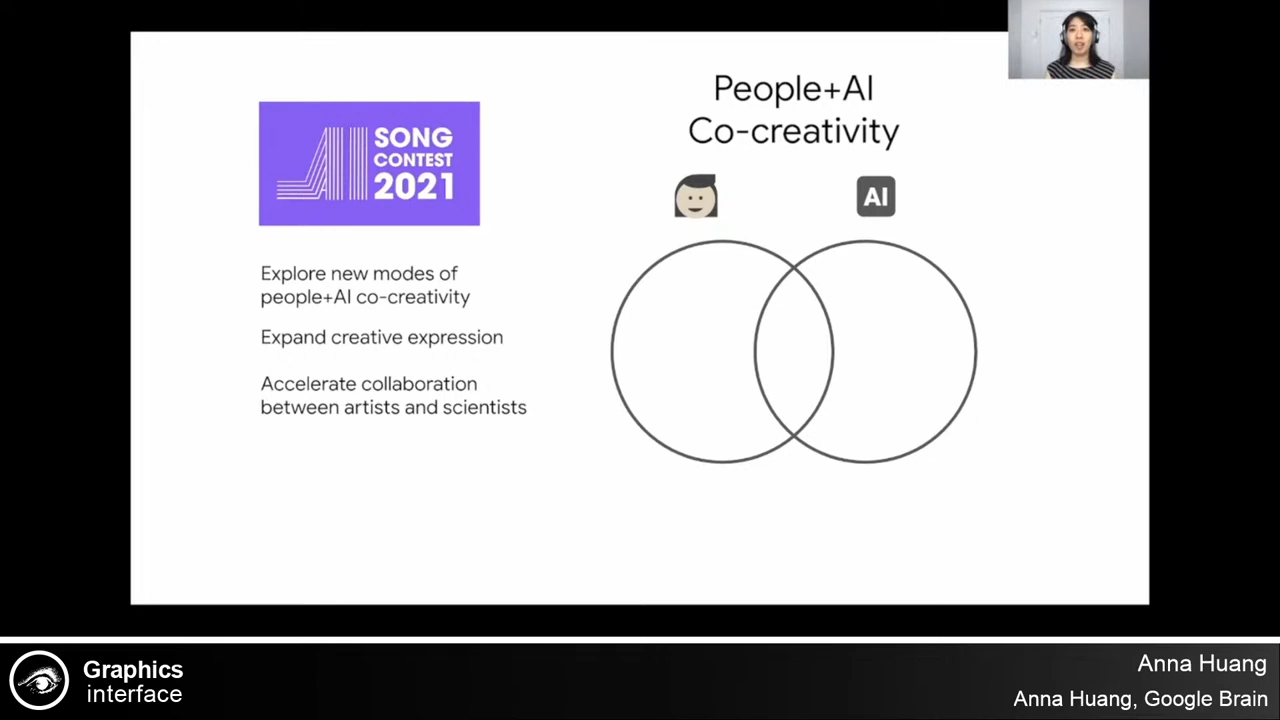 AI SONG
CONTEST
2021
Explore new modes of
people+AI co-creativity
Expand creative expression
Accelerate collaboration
between artists and scientists
People+AI
Co-creativity
AI
Graphics
interface
Anna Huang
Anna Huang, Google Brain